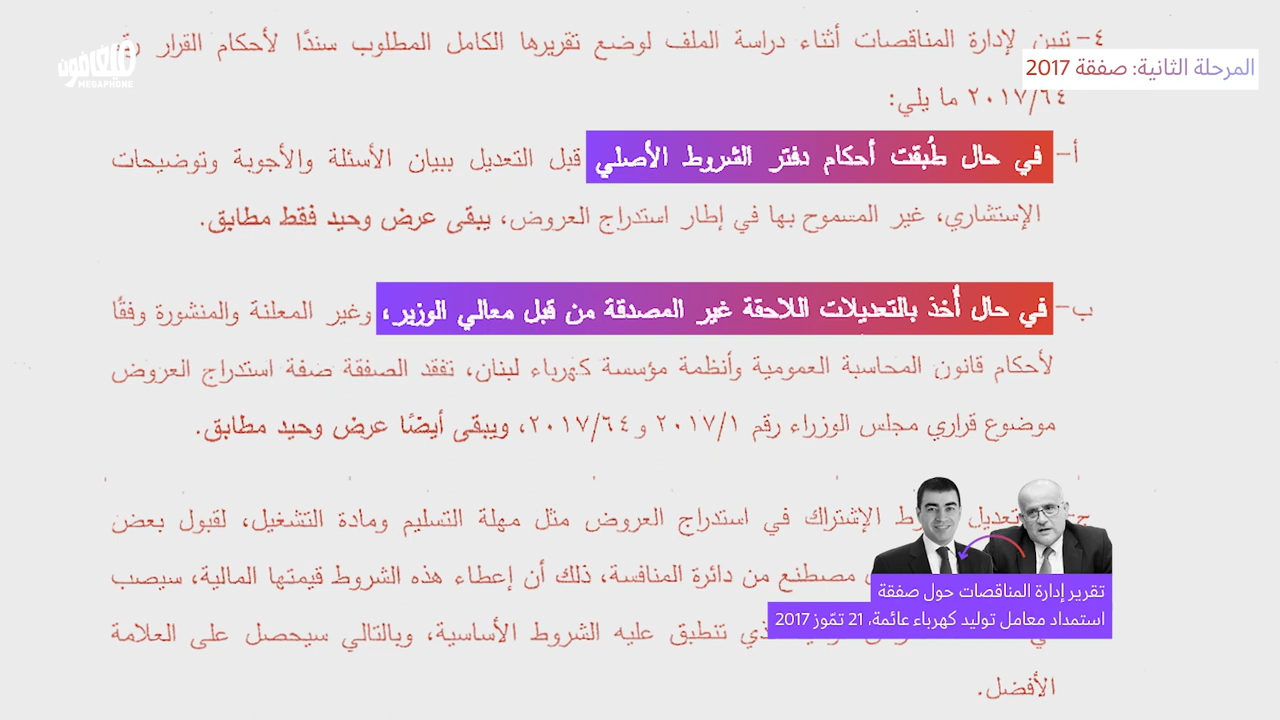 ميغافون
MEGAPHONE
المرحلة الثانية: صفقة 2017
٤- تبين لإدارة المناقصات أثناء دراسة الملف لوضع تقريرها الكامل المطلوب سندًا لأحكام القرار
٢٠١٧/٦٤ ما يلي:
أ- في حال طُبقت أحكام دفتر الشروط الأصلي قبل التعديل ببيان الأسئلة والأجوبة وتوضيحات
الإستشاري، غير المسموح بها في إطار استدراج العروض، يبقى عرض وحيد فقط مطابق.
ب- في حال أُخذ بالتعديلات اللاحقة غير المصدقة من قبل معالي الوزير، وغير المعلنة والمنشورة وفقًا
لأحكام قانون المحاسبة العمومية وأنظمة مؤسسة كهرباء لبنان، تفقد الصفقة صفة استدراج العروض
موضوع قراري مجلس الوزراء رقم ٢٠١٧/١ و ٢٠١٧/٦٤، ويبقى أيضًا عرض وحيد مطابق.
ج- تعديل الإشتراك في استدراج العروض مثل مهلة التسليم ومادة التشغيل، لقبول بعض
مصطنع من دائرة المنافسة، ذلك أن إعطاء هذه الشروط قيمتها المالية، سيصب
تنطبق عليه الشروط الأساسية، وبالتالي سيحصل على العلامة
الأفضل.
تقرير إدارة المناقصات حول صفقة
استمداد معامل توليد كهرباء عائمة، 21 تمّوز 2017